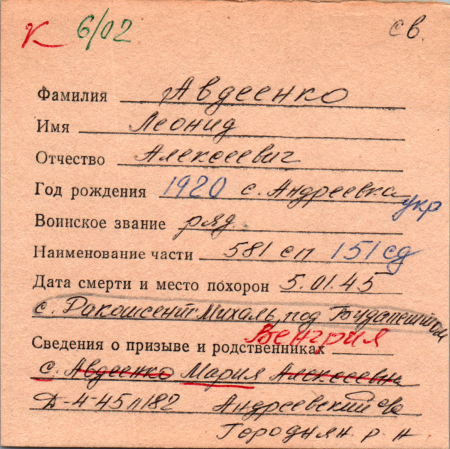 К 6/02 св.
Фамилия Авдеенко
Имя Леонид
Отчество Алексеевич
Год рождения 1920 с. Андреевка укр
Воинское звание ряд.
Наименование части 581 сп 151 сд
Дата смерти и место похорон 5.01.45
с. Ракошсент Михаль, под Будапештом
Венгрия
Сведения о призыве и родственниках
с. Авдеенко Мария Алексеевна
Д-4-45 Андреевский
Городнян. р-н.